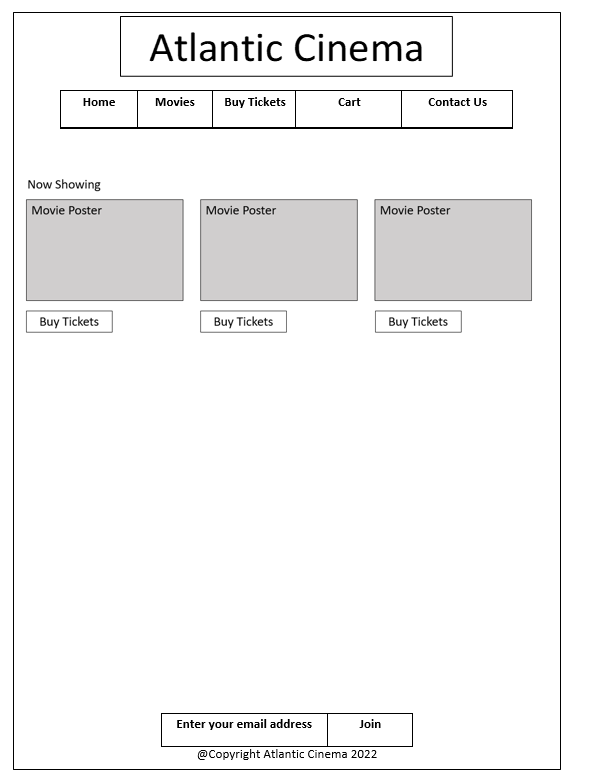 Atlantic Cinema
Home Movies Buy Tickets Cart Contact Us
Now Showing
Movie Poster Movie Poster Movie Poster
Buy Tickets Buy Tickets Buy Tickets
Enter your email address Join
@Copyright Atlantic Cinema 2022